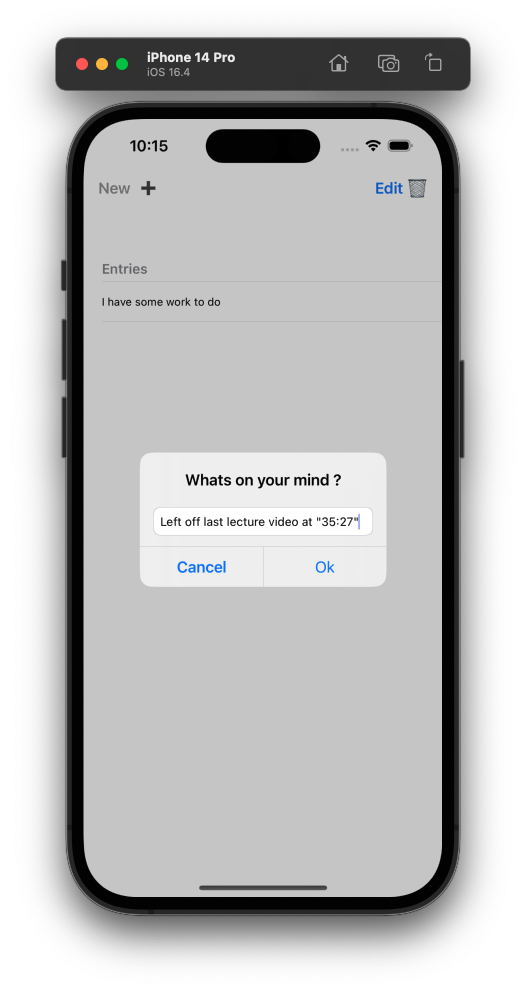 iPhone 14 Pro
iOS 16.4
10:15
New
Edit
Entries
I have some work to do
Whats on your mind ?
Left off last lecture video at "35:27"
Cancel
Ok